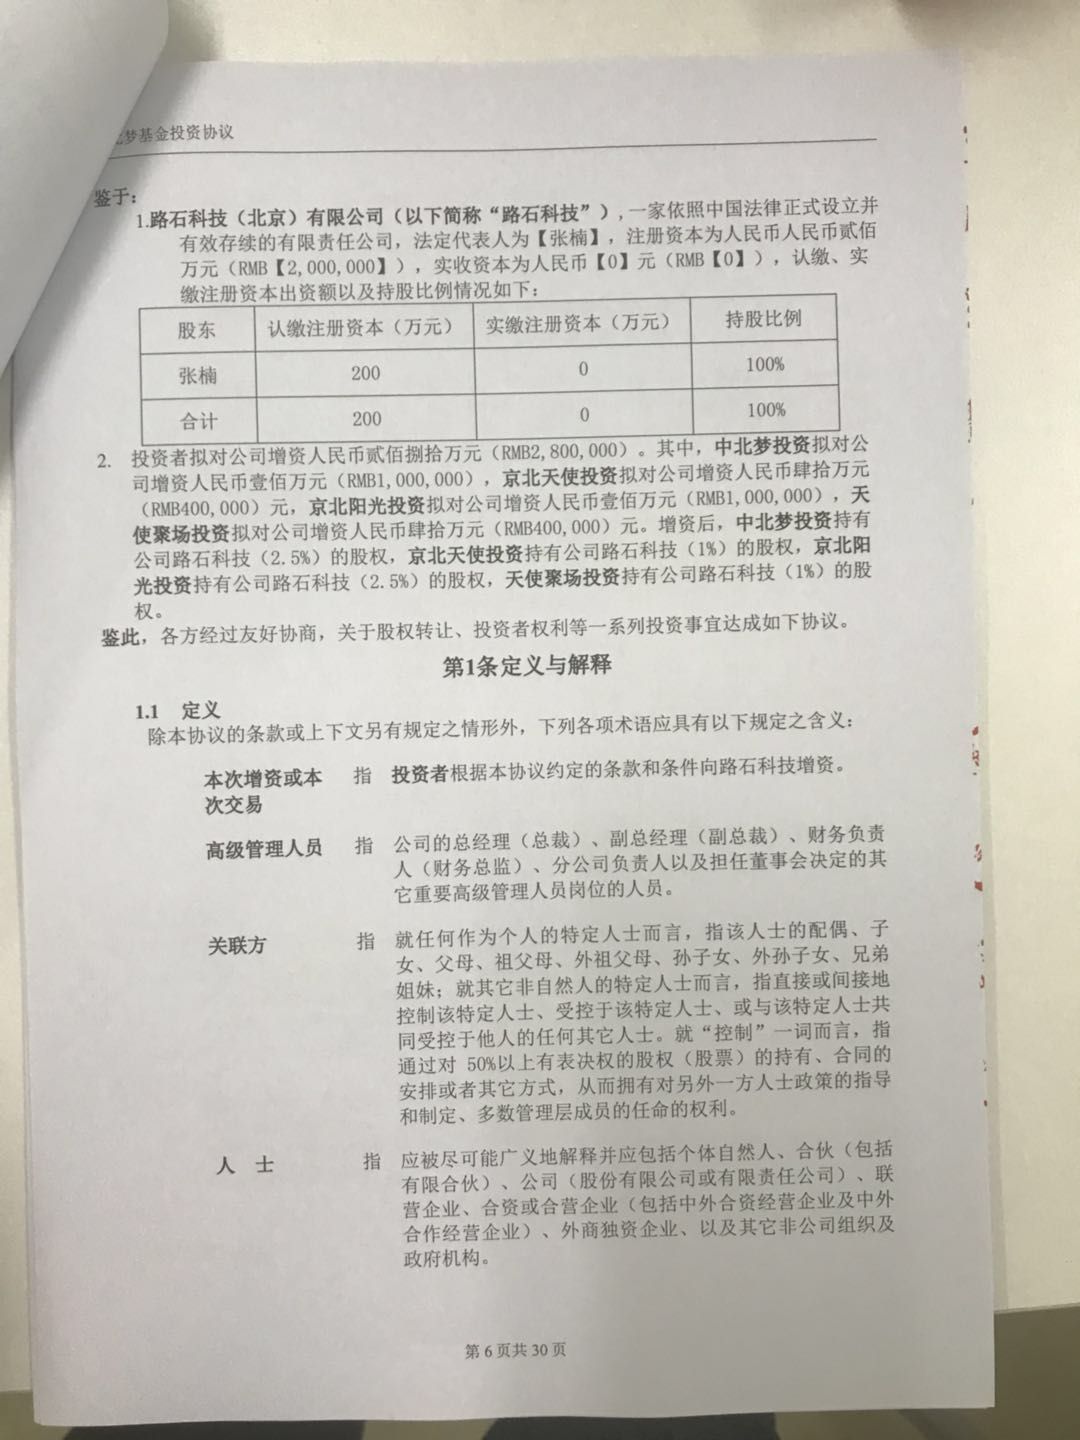 梦基金投资协议
鉴于：
1.路石科技（北京）有限公司（以下简称“路石科技”）,一家依照中国法律正式设立并
有效存续的有限责任公司，法定代表人为【张楠】，注册资本为人民币人民币贰佰
万元（RMB【2,000,000】），实收资本为人民币【0】元（RMB【0】），认缴、实
缴注册资本出资额以及持股比例情况如下：
股东 认缴注册资本（万元） 实缴注册资本（万元） 持股比例
张楠 200 0 100%
合计 200 0 100%
2. 投资者拟对公司增资人民币贰佰捌拾万元（RMB2,800,000）。其中，中北梦投资拟对公
司增资人民币壹佰万元（RMB1,000,000），京北天使投资拟对公司增资人民币肆拾万元
（RMB400,000）元，京北阳光投资拟对公司增资人民币壹佰万元（RMB1,000,000），天
使聚场投资拟对公司增资人民币肆拾万元（RMB400,000）元。增资后，中北梦投资持有
公司路石科技（2.5%）的股权，京北天使投资持有公司路石科技（1%）的股权，京北阳
光投资持有公司路石科技（2.5%）的股权，天使聚场投资持有公司路石科技（1%）的股
权。
鉴此，各方经过友好协商，关于股权转让、投资者权利等一系列投资事宜达成如下协议。
第1条定义与解释
1.1 定义
除本协议的条款或上下文另有规定之情形外，下列各项术语应具有以下规定之含义：
本次增资或本 指 投资者根据本协议约定的条款和条件向路石科技增资。
次交易
高级管理人员 指 公司的总经理（总裁）、副总经理（副总裁）、财务负责
人（财务总监）、分公司负责人以及担任董事会决定的其
它重要高级管理人员岗位的人员。
关联方 指 就任何作为个人的特定人士而言，指该人士的配偶、子
女、父母、祖父母、外祖父母、孙子女、外孙子女、兄弟
姐妹；就其它非自然人的特定人士而言，指直接或间接地
控制该特定人士、受控于该特定人士、或与该特定人士共
同受控于他人的任何其它人士。就“控制”一词而言，指
通过对 50%以上有表决权的股权（股票）的持有、合同的
安排或者其它方式，从而拥有对另外一方人士政策的指导
和制定、多数管理层成员的任命的权利。
人 士 指 应被尽可能广义地解释并应包括个体自然人、合伙（包括
有限合伙）、公司（股份有限公司或有限责任公司）、联
营企业、合资或合营企业（包括中外合资经营企业及中外
合作经营企业）、外商独资企业、以及其它非公司组织及
政府机构。
第 6 页共 30 页